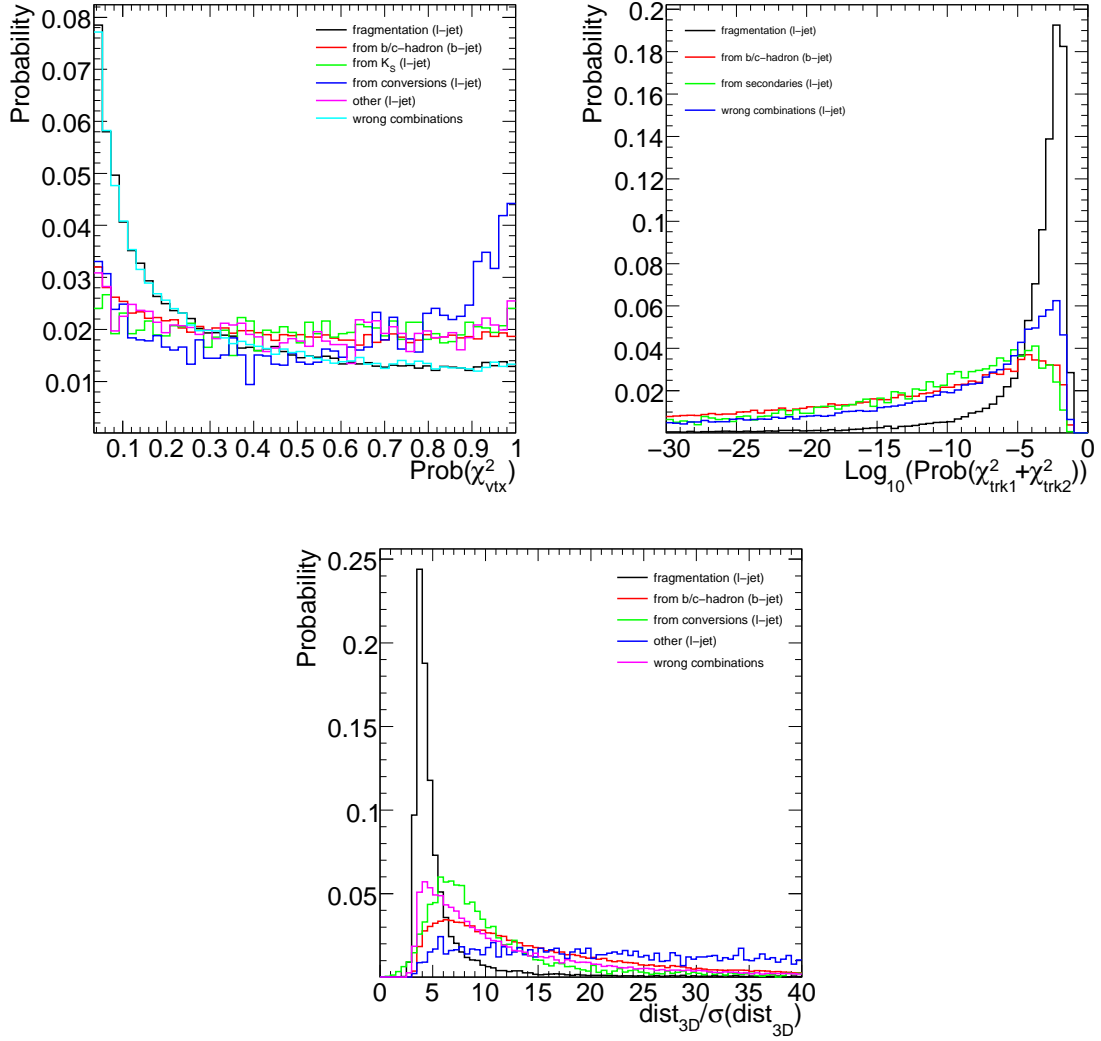 Probability
0.08
0.07
0.06
0.05
0.04
0.03
0.02
0.01
fragmentation (l-jet)
from b/c-hadron (b-jet)
from K_S (l-jet)
from conversions (l-jet)
other (l-jet)
wrong combinations
0.1 0.2 0.3 0.4 0.5 0.6 0.7 0.8 0.9 1
Prob(χ²_vtx)
Probability
0.2
0.18
0.16
0.14
0.12
0.1
0.08
0.06
0.04
0.02
fragmentation (l-jet)
from b/c-hadron (b-jet)
from secondaries (l-jet)
wrong combinations (l-jet)
−30 −25 −20 −15 −10 −5 0
Log_10(Prob(χ²_trk1+χ²_trk2))
Probability
0.25
0.2
0.15
0.1
0.05
0
fragmentation (l-jet)
from b/c-hadron (b-jet)
from conversions (l-jet)
other (l-jet)
wrong combinations
0 5 10 15 20 25 30 35 40
dist_3D/σ(dist_3D)